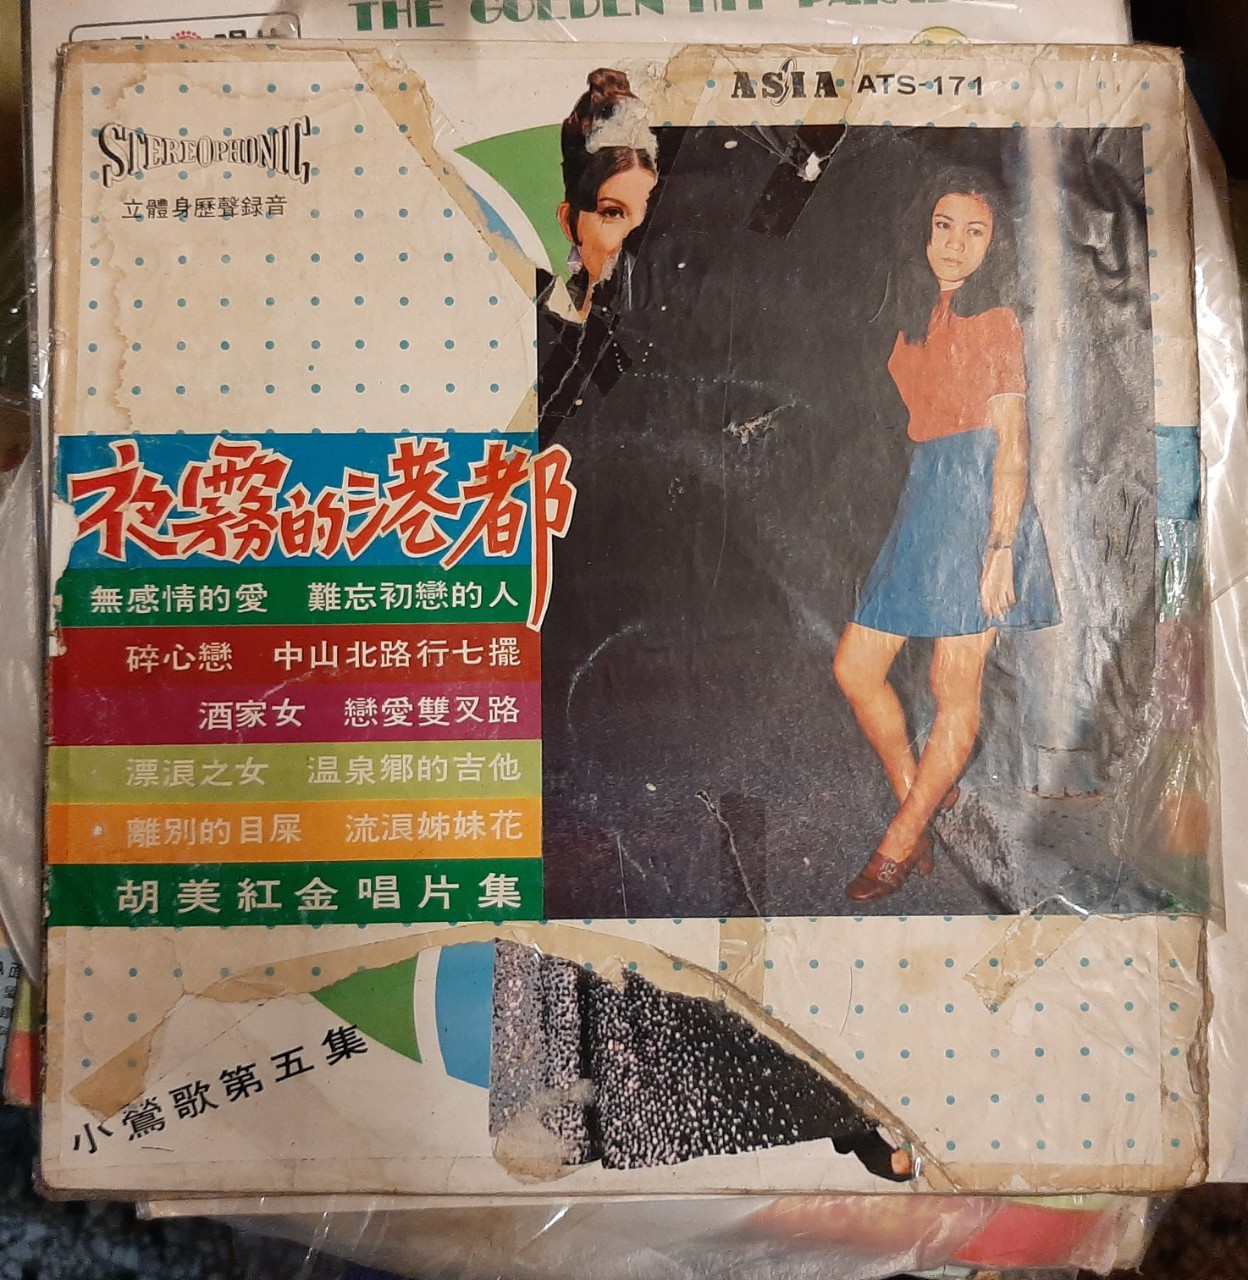 THE GOLDEN HIT PARA
ASIA ATS-171
STEREOPHONIC
立體身歷聲録音
夜霧的港都
無感情的愛 難忘初戀的人
碎心戀 中山北路行七擺
酒家女 戀愛雙叉路
漂浪之女 温泉鄉的吉他
離別的目屎 流浪姊妹花
胡美紅金唱片集
小鶯歌第五集